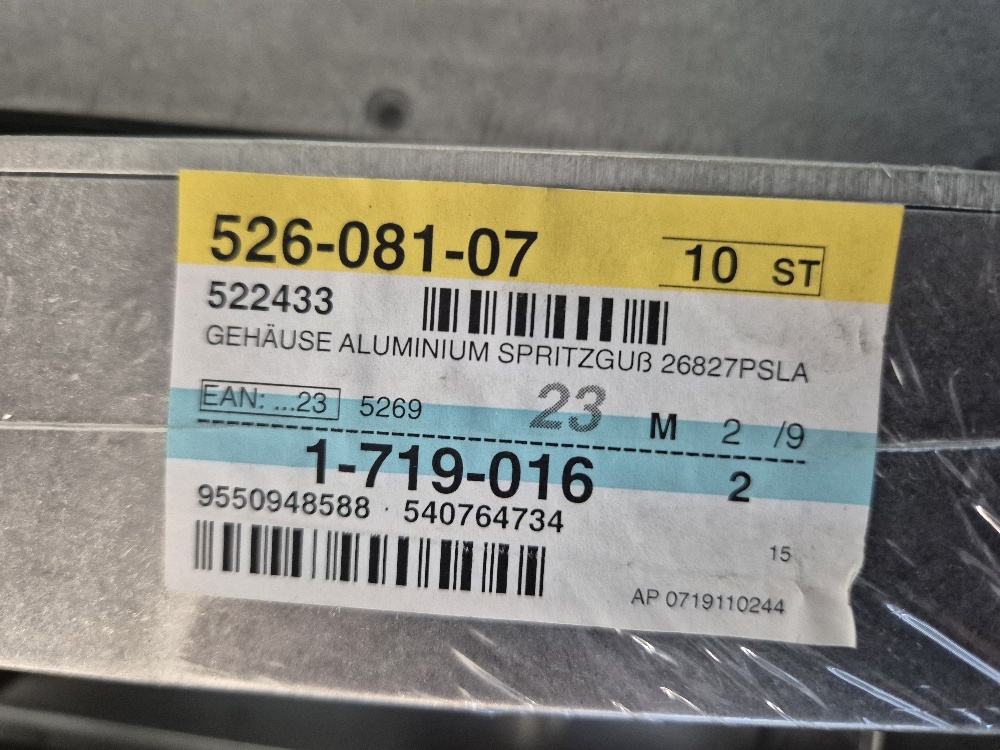 526-081-07
10 ST
522433
GEHÄUSE ALUMINIUM SPRITZGUß 26827PSLA
EAN: ...23 5269 23 M 2 /9
1-719-016 2
9550948588 · 540764734
15
AP 0719110244